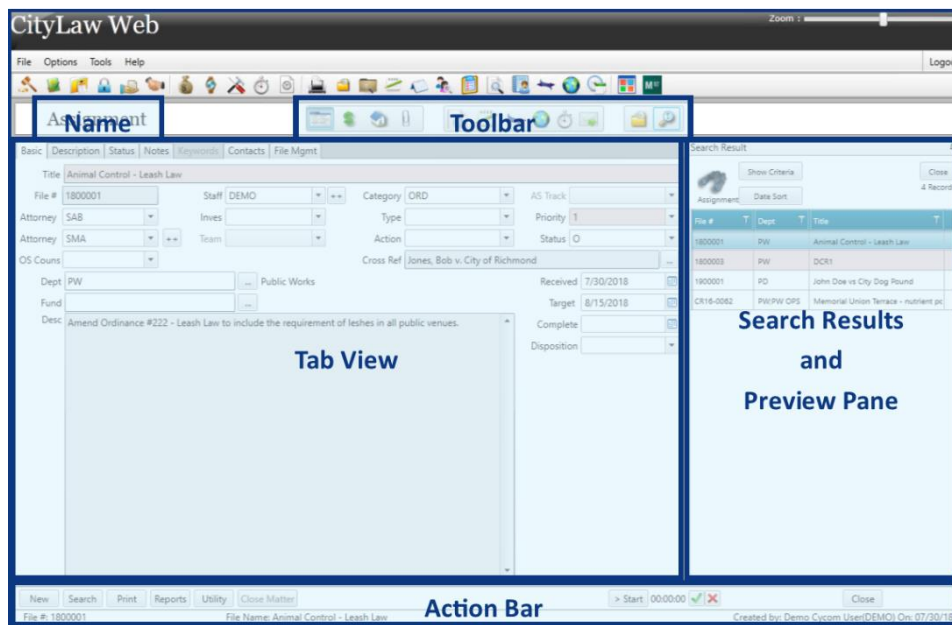 CityLaw Web
Zoom :
File Options Tools Help Logou
Assignment
Name
Toolbar
Basic Description Status Notes Keywords Contacts File Mgmt
Search Result
Title Animal Control - Leash Law
Show Criteria Close
4 Record
Assignment Date Sort
File # 1800001 Staff DEMO Category ORD AS Track
Attorney SAB Inves Type Priority 1
Attorney SMA Team Action Status O
OS Couns Cross Ref Jones, Bob v. City of Richmond
Dept PW ... Public Works Received 7/30/2018
Fund ... Target 8/15/2018
Desc Amend Ordinance #222 - Leash Law to include the requirement of leshes in all public venues. Complete
Disposition
File # Dept Title
1800001 PW Animal Control - Leash Law
1800003 PW DCR1
1900001 PD John Doe vs City Dog Pound
CR16-0062 PW:PW OPS Memorial Union Terrace - nutrient pc
Tab View
Search Results
and
Preview Pane
New Search Print Reports Utility Close Matter > Start 00:00:00 Close
Action Bar
File #: 1800001 File Name: Animal Control - Leash Law Created by: Demo Cycom User(DEMO) On: 07/30/18